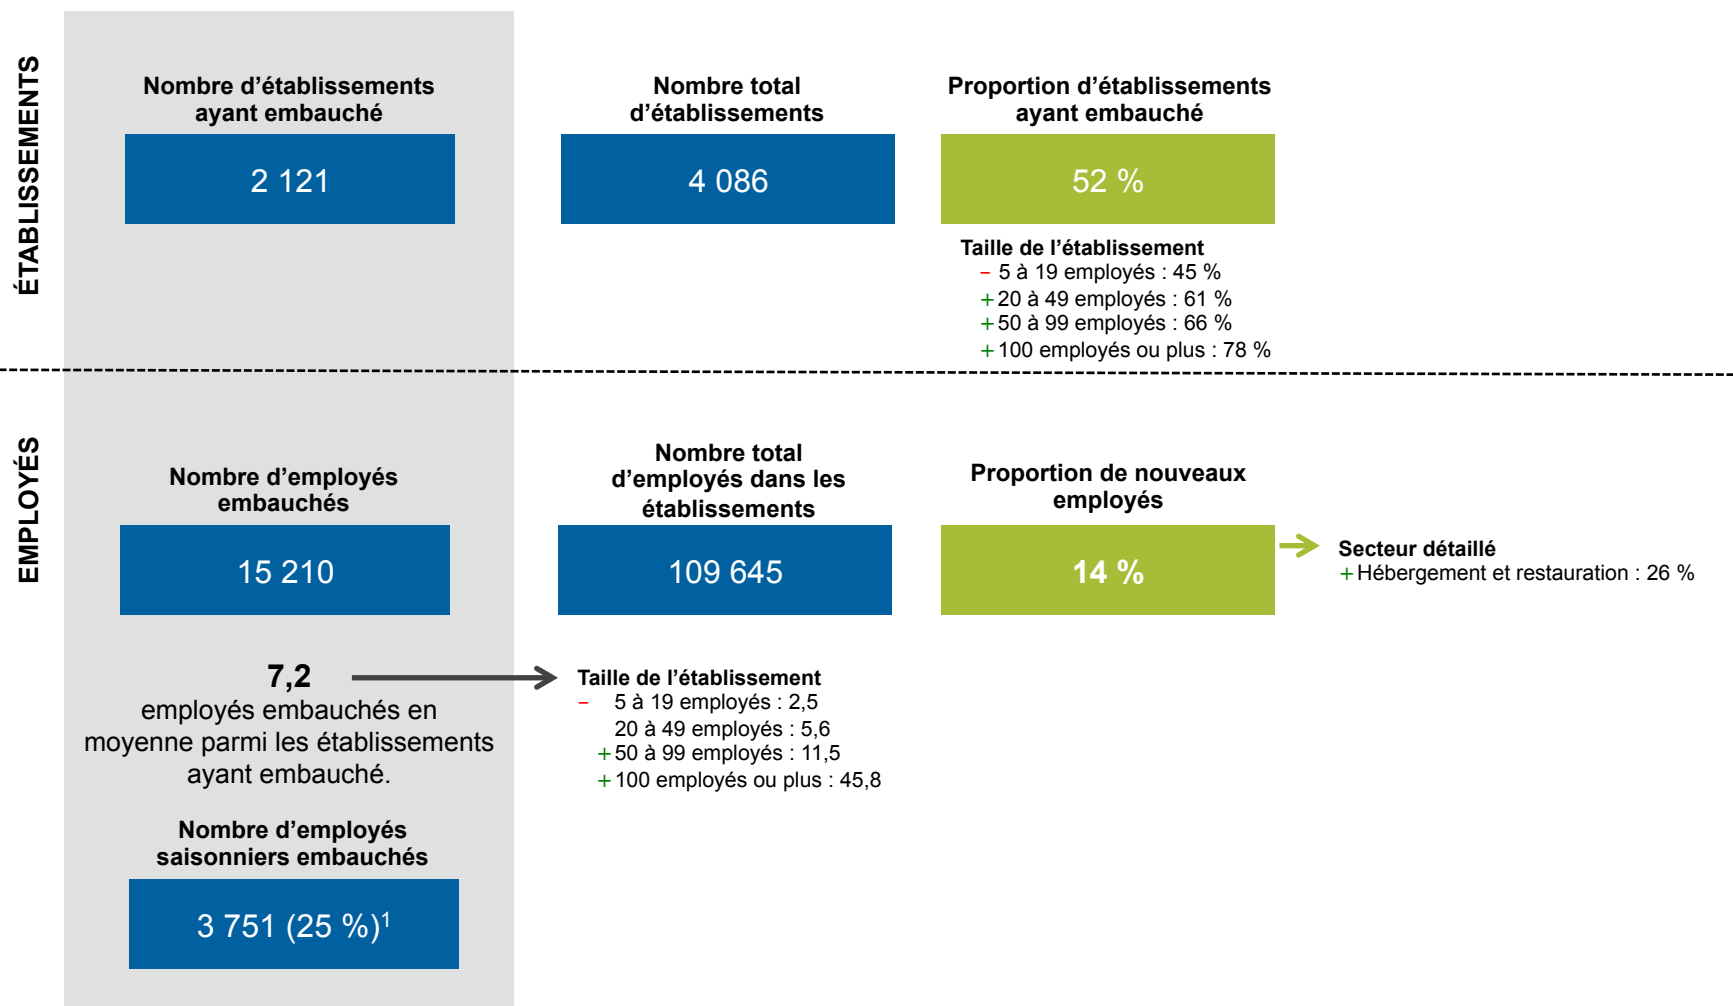 ÉTABLISSEMENTS
Nombre d’établissements
ayant embauché
2 121
Nombre total
d’établissements
4 086
Proportion d’établissements
ayant embauché
52 %
Taille de l’établissement
– 5 à 19 employés : 45 %
+ 20 à 49 employés : 61 %
+ 50 à 99 employés : 66 %
+ 100 employés ou plus : 78 %
EMPLOYÉS
Nombre d’employés
embauchés
15 210
Nombre total
d’employés dans les
établissements
109 645
Proportion de nouveaux
employés
14 %
Secteur détaillé
+ Hébergement et restauration : 26 %
7,2
employés embauchés en
moyenne parmi les établissements
ayant embauché.
Taille de l’établissement
– 5 à 19 employés : 2,5
20 à 49 employés : 5,6
+ 50 à 99 employés : 11,5
+ 100 employés ou plus : 45,8
Nombre d’employés
saisonniers embauchés
3 751 (25 %)¹